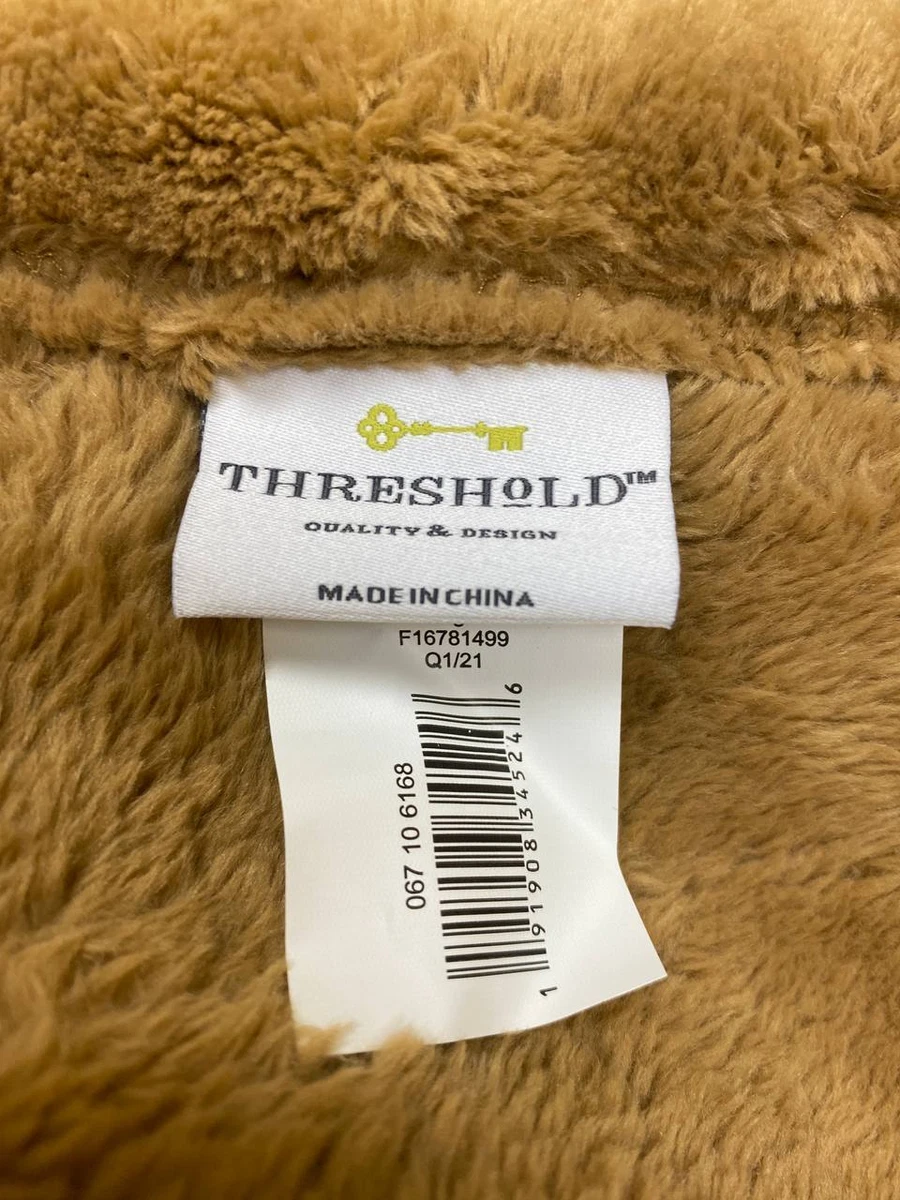 THRESHOLD™
QUALITY & DESIGN
MADE IN CHINA
F16781499
Q1/21
067 10 6168
1 91908 34524 6